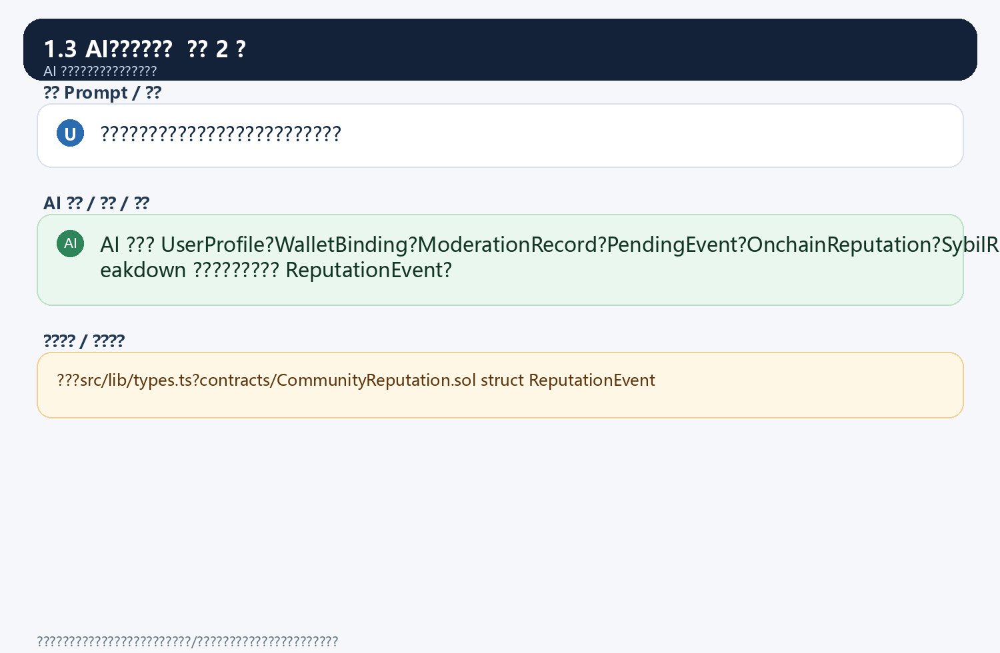 1.3 AI??????  ?? 2 ?
AI ???????????????
?? Prompt / ??
U
?????????????????????????
AI ?? / ?? / ??
AI
AI ??? UserProfile?WalletBinding?ModerationRecord?PendingEvent?OnchainReputation?SybilR
eakdown ????????? ReputationEvent?
???? / ????
???src/lib/types.ts?contracts/CommunityReputation.sol struct ReputationEvent
????????????????????????/??????????????????????